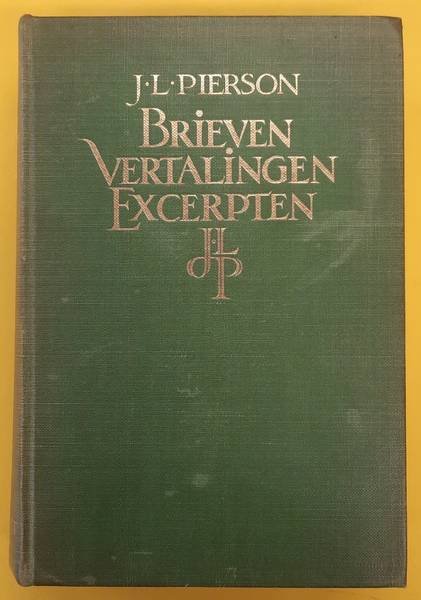 J·L·PIERSON
BRIEVEN
VERTALINGEN
EXCERPTEN
J·L·P